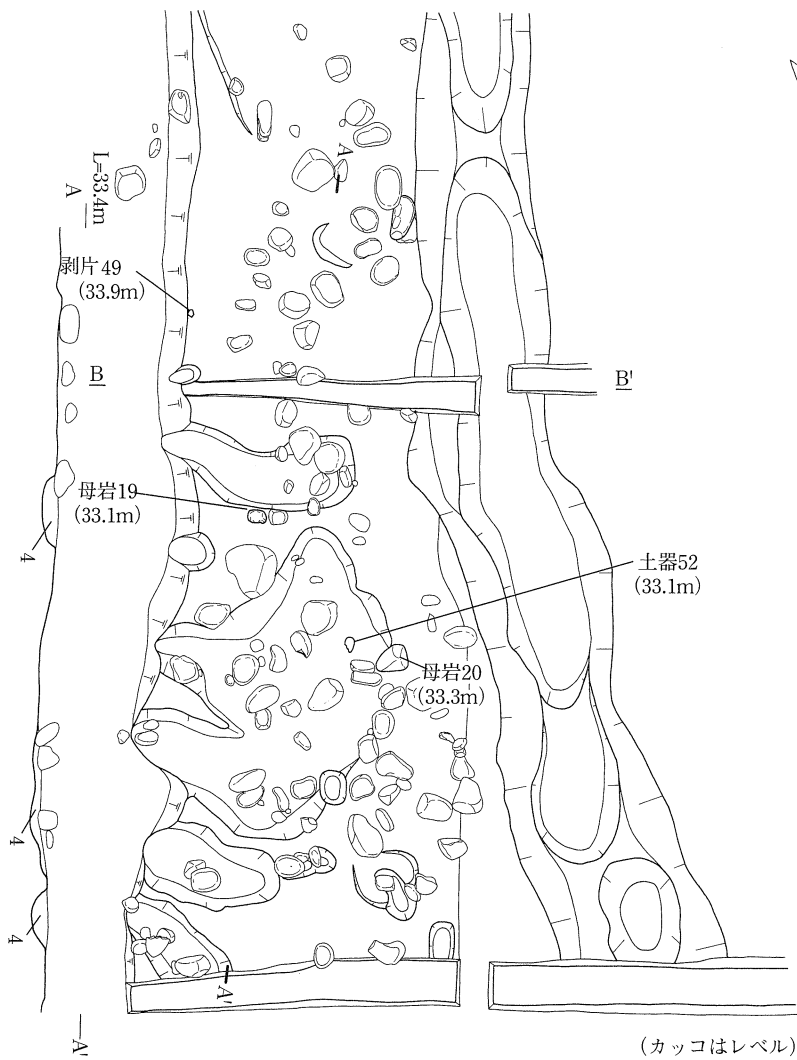 A
L=33.4m
A
剥片49
(33.9m)
B
B'
母岩19
(33.1m)
4
土器52
(33.1m)
母岩20
(33.3m)
4
4
A'
A'
(カッコはレベル)